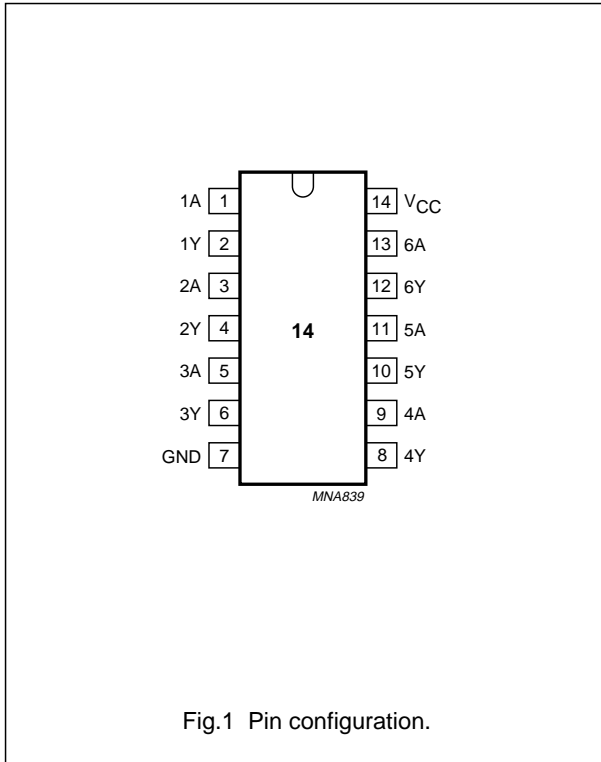 1A 1 14 VCC
1Y 2 13 6A
2A 3 12 6Y
2Y 4 14 11 5A
3A 5 10 5Y
3Y 6 9 4A
GND 7 8 4Y
MNA839
Fig.1 Pin configuration.